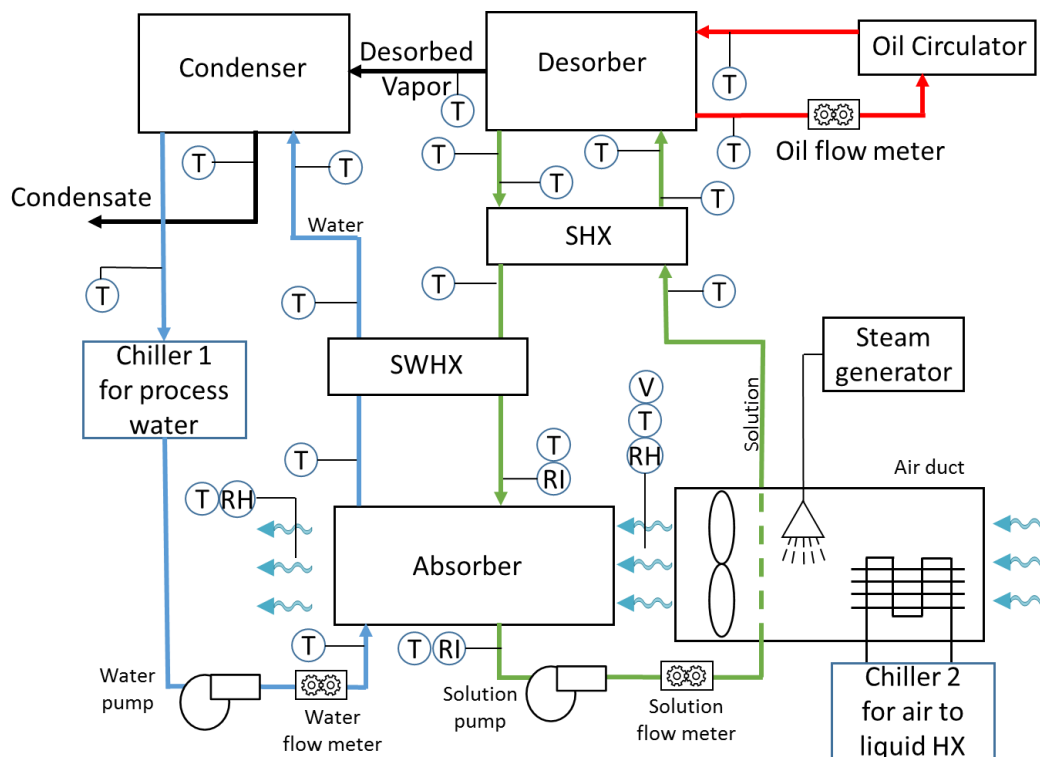 Condenser
Desorbed
Vapor
Desorber
Oil Circulator
T
T
T
Oil flow meter
T
T
T
T
T
T
Condensate
Water
SHX
T
T
T
T
Chiller 1
for process
water
SWHX
Steam
generator
V
T
RH
Solution
T
T
RI
Air duct
T
RH
Absorber
T
T
RI
Water
pump
Water
flow meter
Solution
pump
Solution
flow meter
Chiller 2
for air to
liquid HX